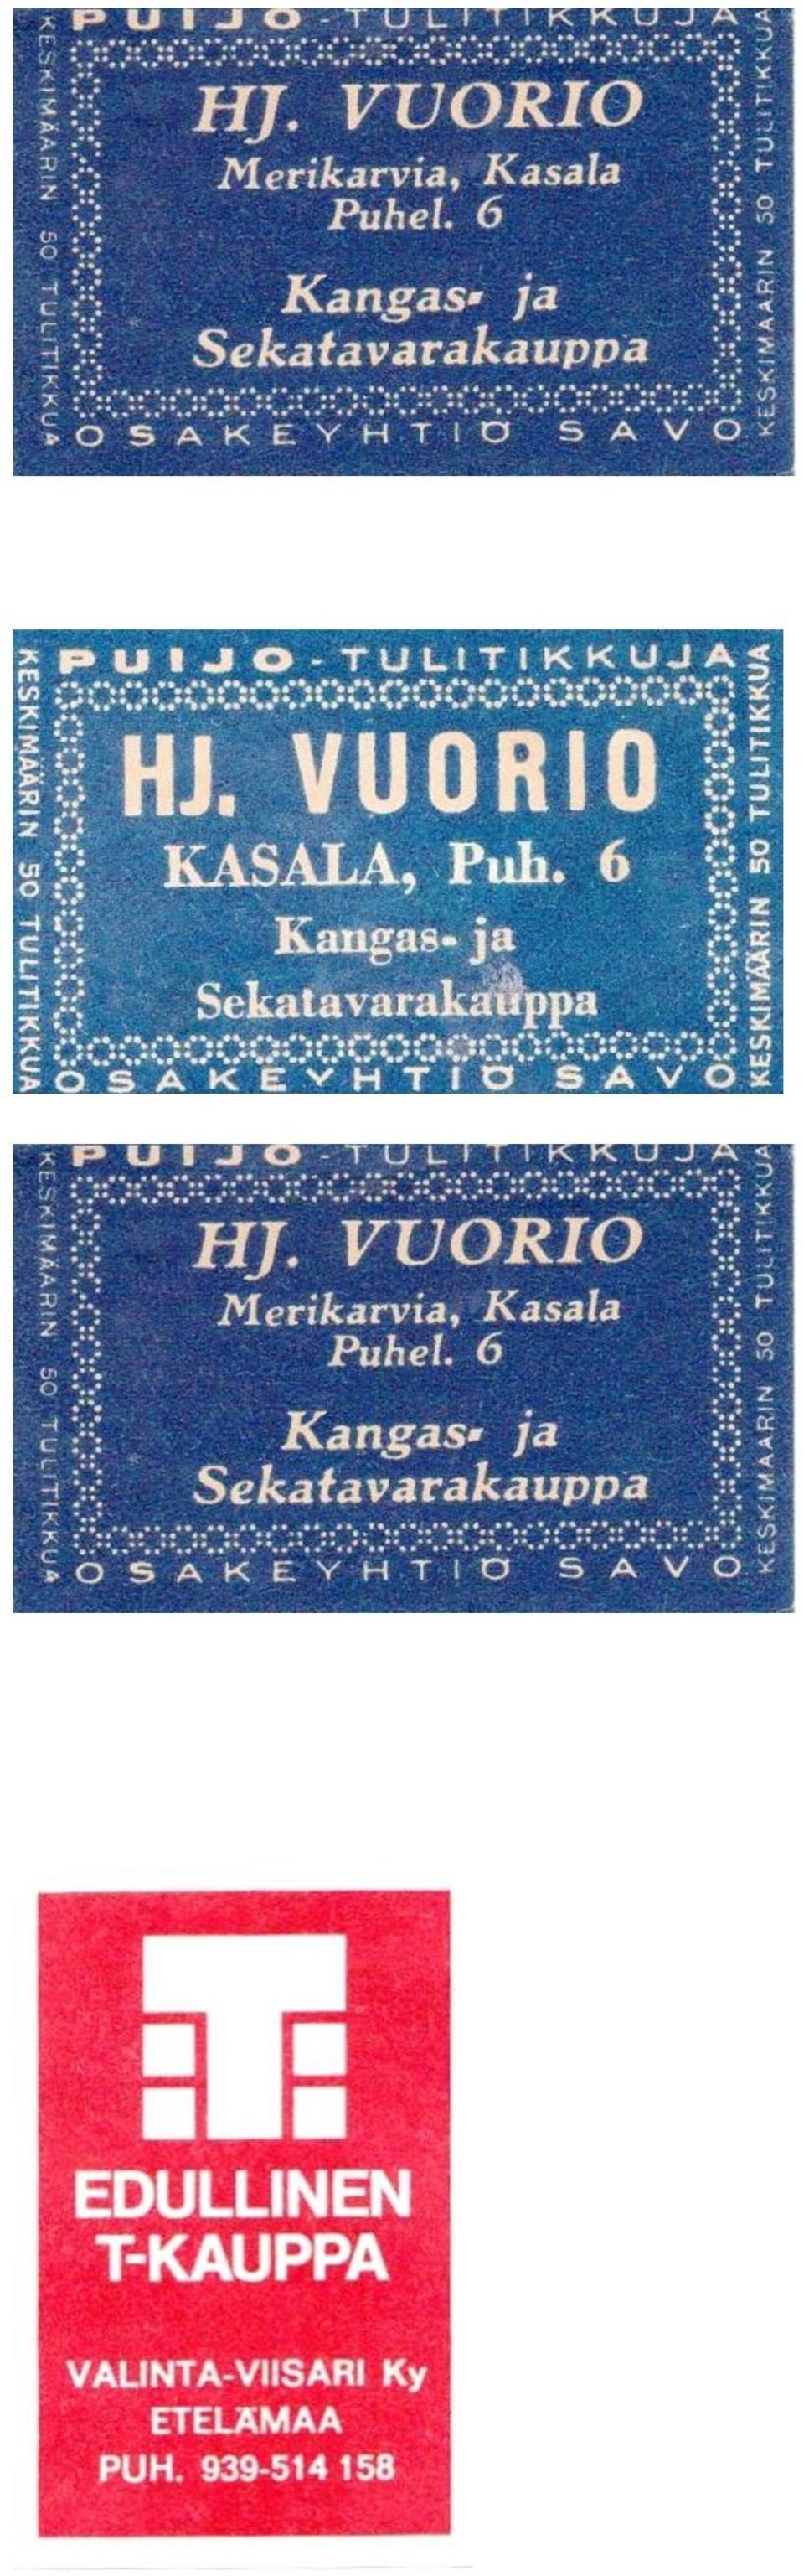 PUIJO-TULITIKKUJA
KESKIMÄÄRIN 50 TULITIKKUA
HJ. VUORIO
Merikarvia, Kasala
Puhel. 6
Kangas- ja
Sekatavarakauppa
KESKIMÄÄRIN 50 TULITIKKUA
OSAKEYHTIÖ SAVO
PUIJO-TULITIKKUJA
KESKIMÄÄRIN 50 TULITIKKUA
HJ. VUORIO
KASALA, Puh. 6
Kangas- ja
Sekatavarakauppa
KESKIMÄÄRIN 50 TULITIKKUA
OSAKEYHTIÖ SAVO
PUIJO-TULITIKKUJA
KESKIMÄÄRIN 50 TULITIKKUA
HJ. VUORIO
Merikarvia, Kasala
Puhel. 6
Kangas- ja
Sekatavarakauppa
KESKIMÄÄRIN 50 TULITIKKUA
OSAKEYHTIÖ SAVO
T
EDULLINEN
T-KAUPPA
VALINTA-VIISARI Ky
ETELÄMAA
PUH. 939-514 158